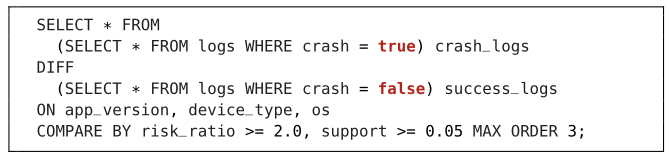 SELECT * FROM
(SELECT * FROM logs WHERE crash = true) crash_logs
DIFF
(SELECT * FROM logs WHERE crash = false) success_logs
ON app_version, device_type, os
COMPARE BY risk_ratio >= 2.0, support >= 0.05 MAX ORDER 3;